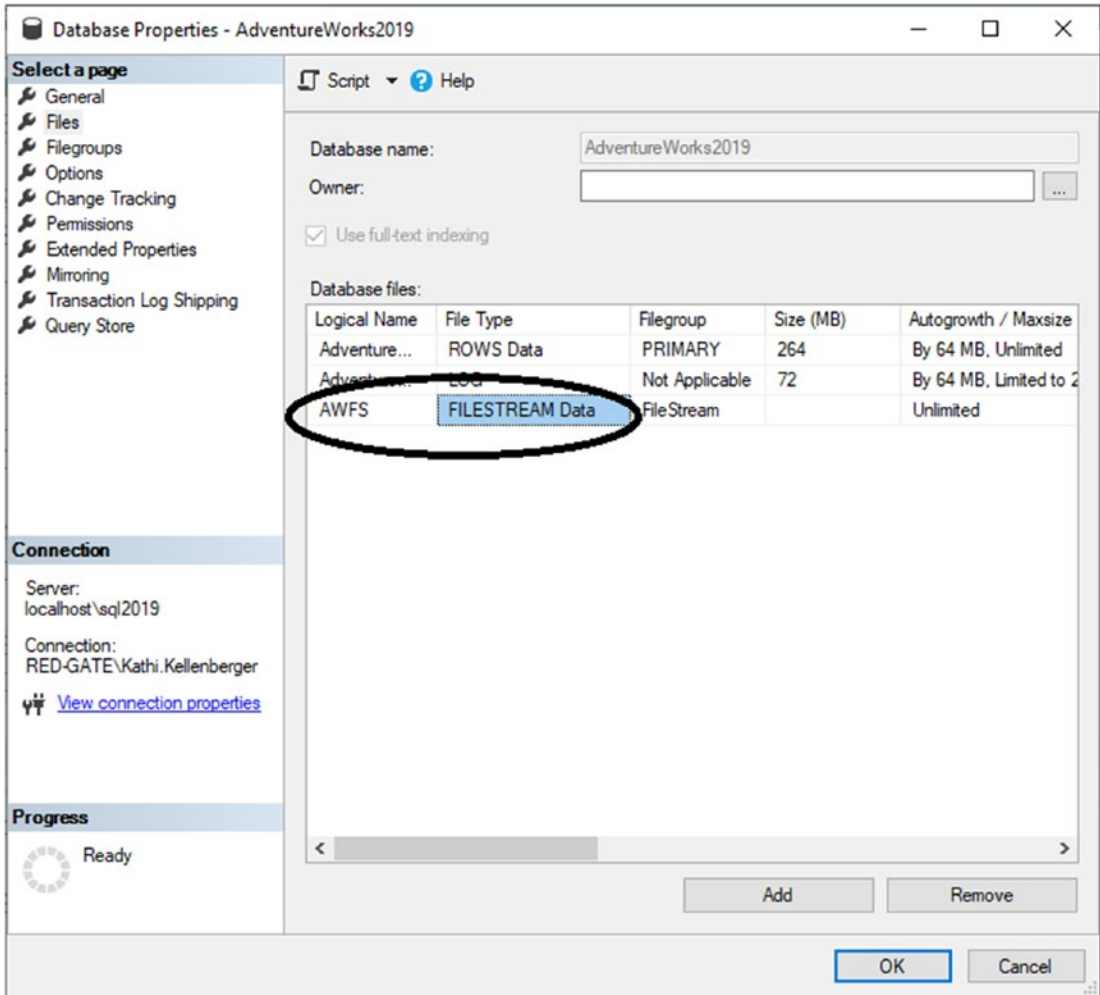 Database Properties - AdventureWorks2019
Select a page
General
Files
Filegroups
Options
Change Tracking
Permissions
Extended Properties
Mirroring
Transaction Log Shipping
Query Store
Script Help
Database name: AdventureWorks2019
Owner: ...
Use full-text indexing
Database files:
Logical Name File Type Filegroup Size (MB) Autogrowth / Maxsize
Adventure... ROWS Data PRIMARY 264 By 64 MB, Unlimited
Adventure... LOG Not Applicable 72 By 64 MB, Limited to 2
AWFS FILESTREAM Data FileStream Unlimited
Connection
Server:
localhost\sql2019
Connection:
RED-GATE\Kathi.Kellenberger
View connection properties
Progress
Ready
Add Remove
OK Cancel